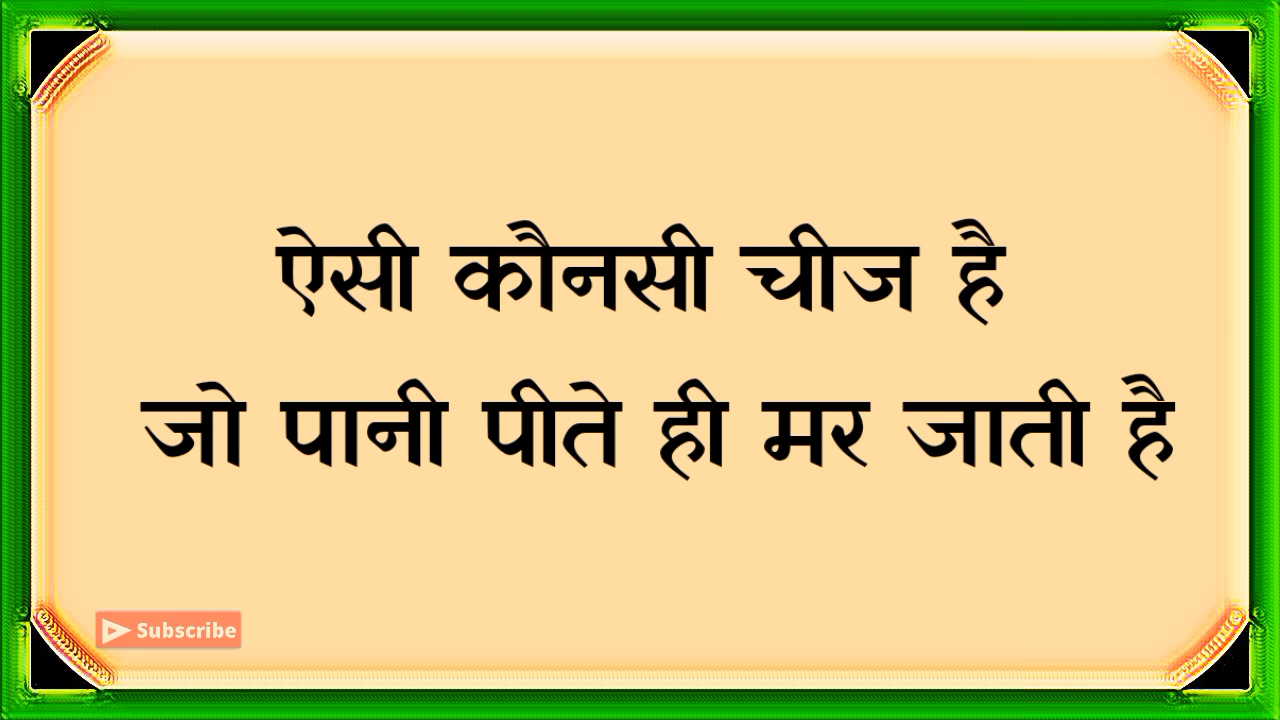 ऐसी कौनसी चीज है
जो पानी पीते ही मर जाती है
Subscribe